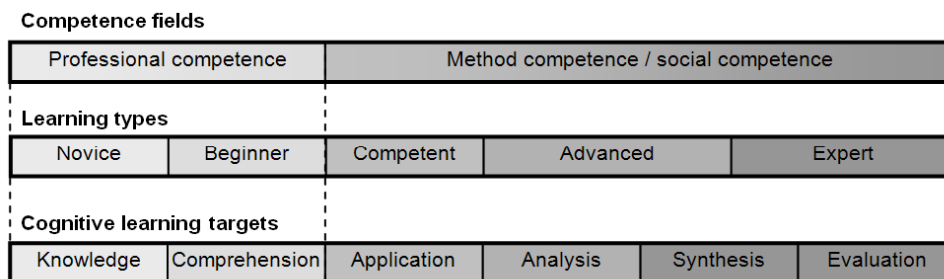 Competence fields
Professional competence Method competence / social competence
Learning types
Novice Beginner Competent Advanced Expert
Cognitive learning targets
Knowledge Comprehension Application Analysis Synthesis Evaluation